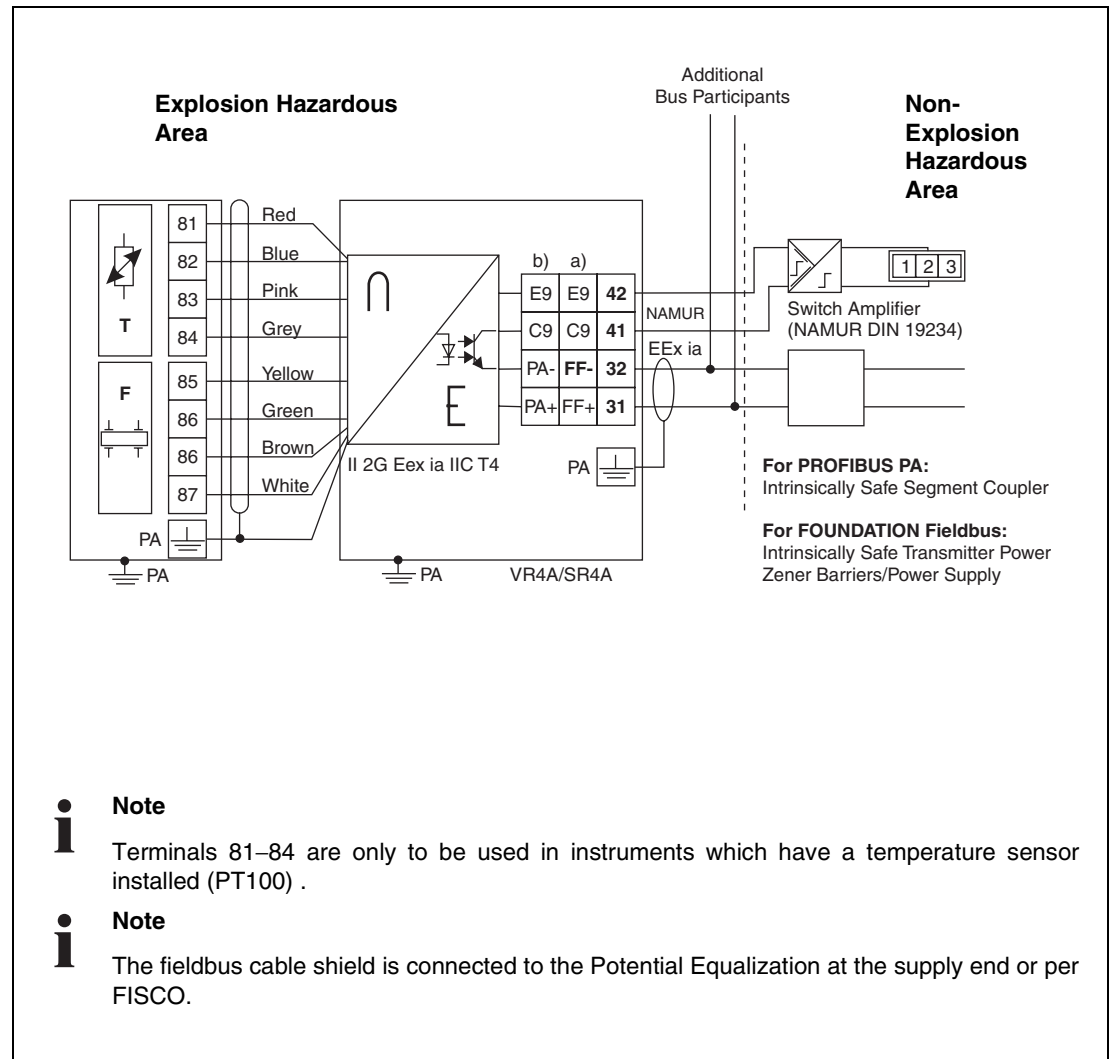 Additional
Bus Participants
Explosion Hazardous
Area
Non-
Explosion
Hazardous
Area
81 Red
82 Blue
83 Pink
84 Grey
T
85 Yellow
86 Green
86 Brown
87 White
F
PA
PA
b) a)
E9 E9 42
C9 C9 41
PA- FF- 32
PA+ FF+ 31
NAMUR
EEx ia
1 2 3
Switch Amplifier
(NAMUR DIN 19234)
II 2G Eex ia IIC T4
PA
PA
VR4A/SR4A
For PROFIBUS PA:
Intrinsically Safe Segment Coupler
For FOUNDATION Fieldbus:
Intrinsically Safe Transmitter Power
Zener Barriers/Power Supply
i Note
Terminals 81–84 are only to be used in instruments which have a temperature sensor
installed (PT100) .
i Note
The fieldbus cable shield is connected to the Potential Equalization at the supply end or per
FISCO.